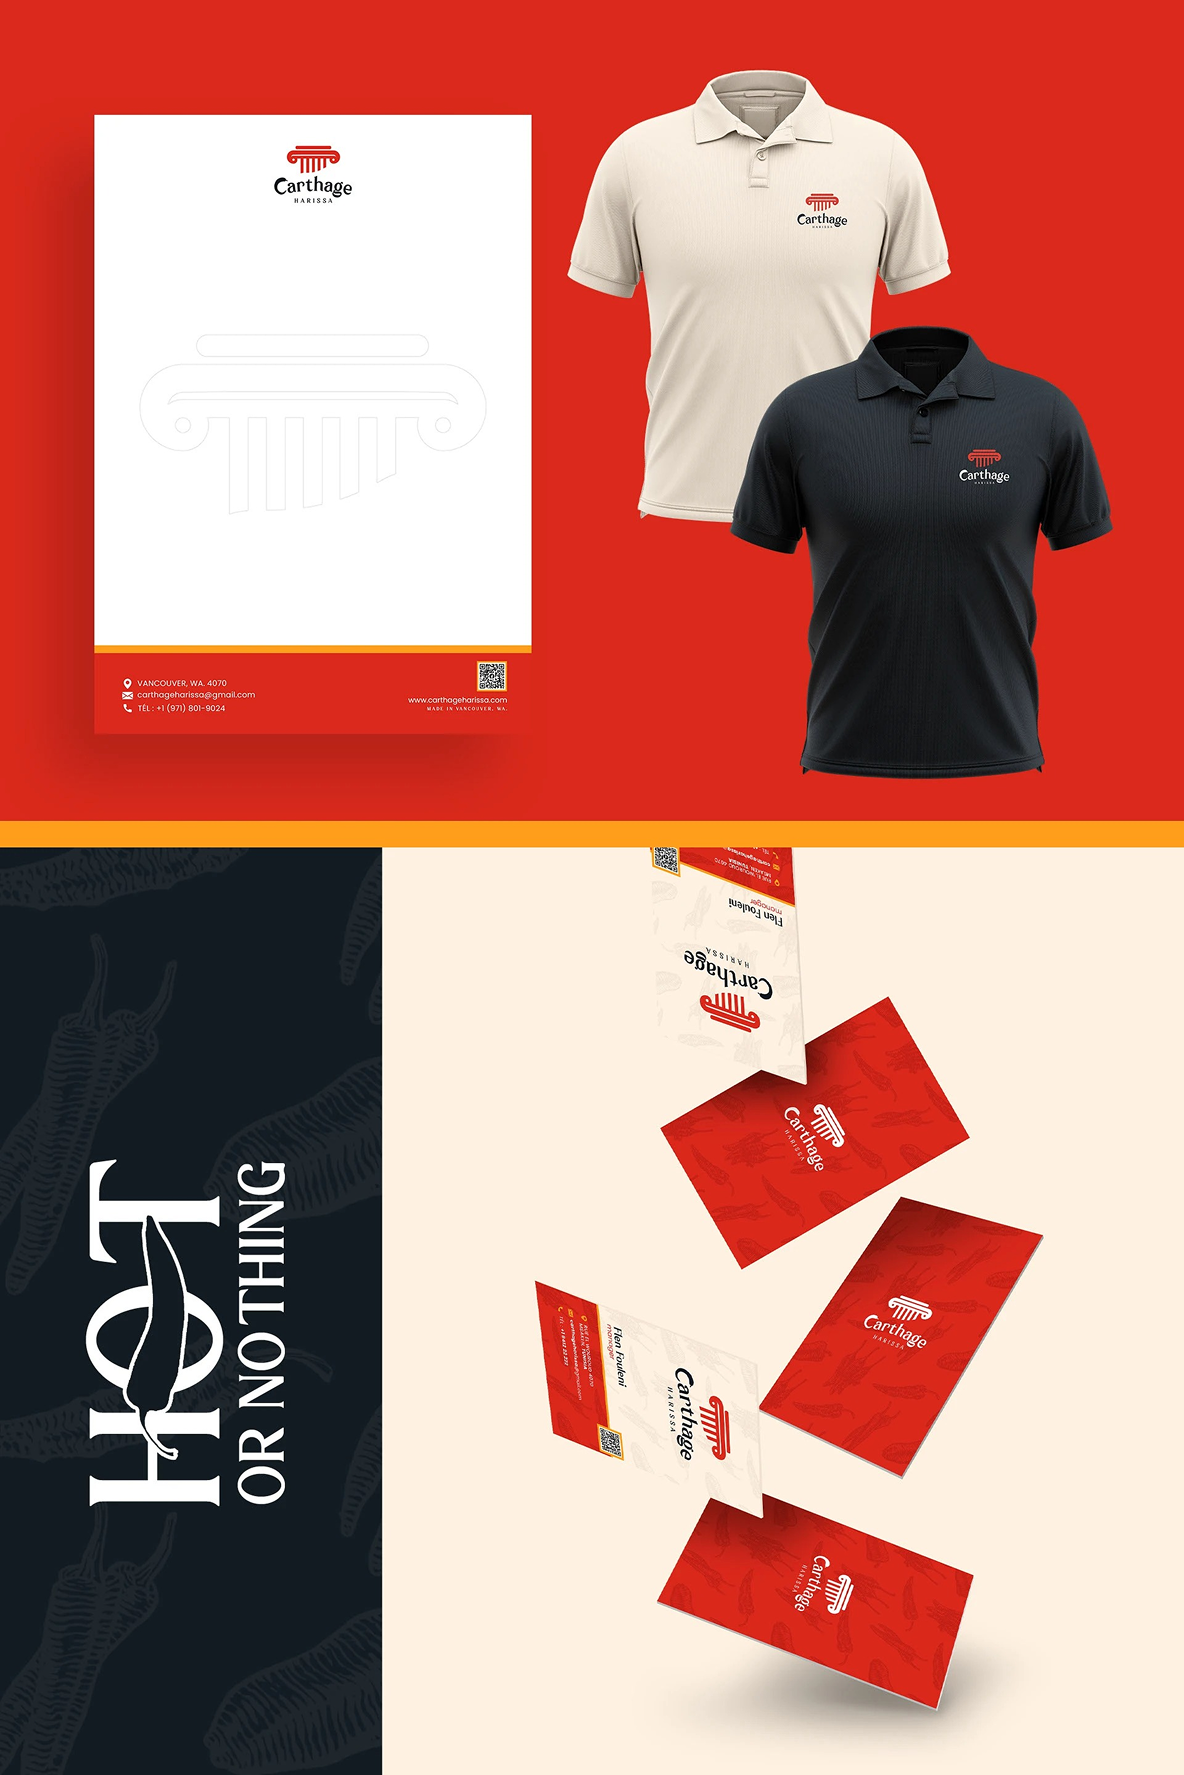 Carthage
HARISSA
VANCOUVER, WA. 4070
carthageharissa@gmail.com
TÉL : +1 (971) 801-9024
www.carthageharissa.com
MADE IN VANCOUVER, WA.
Carthage
HARISSA
Carthage
HARISSA
HOT
OR NOTHING
Flen Fouleni
manager
Carthage
HARISSA
Carthage
HARISSA
Carthage
HARISSA
Flen Fouleni
manager
Carthage
HARISSA
Carthage
HARISSA